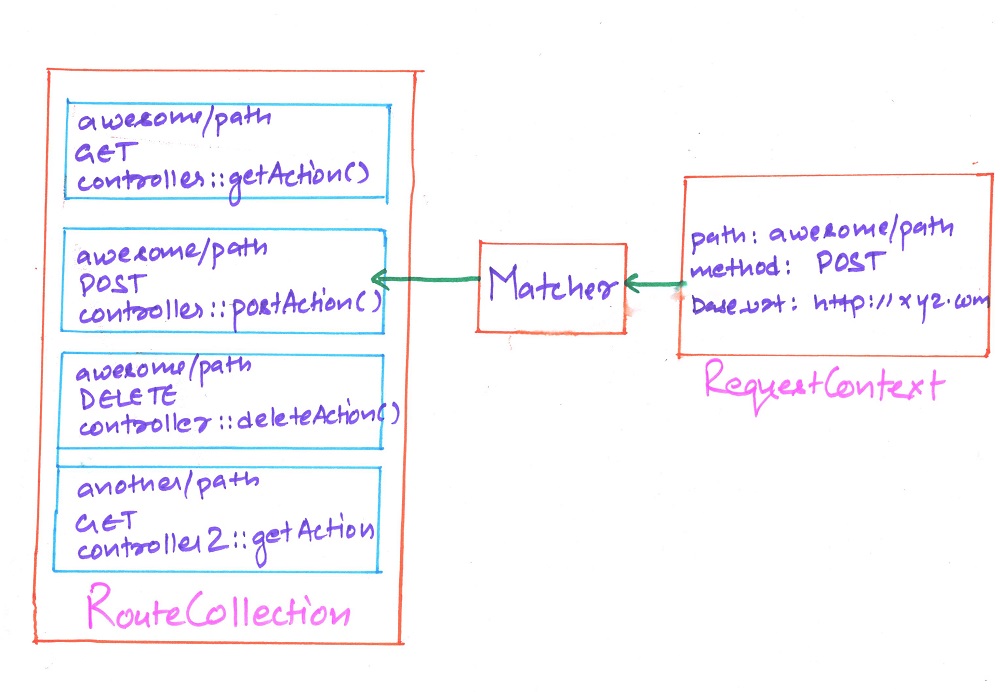 awesome/path
GET
controller::getAction()
awesome/path
POST
controller::postAction()
awesome/path
DELETE
controller::deleteAction()
another/path
GET
controller2::getAction
RouteCollection
Matcher
path: awesome/path
method: POST
base_url: http://xyz.com
RequestContext